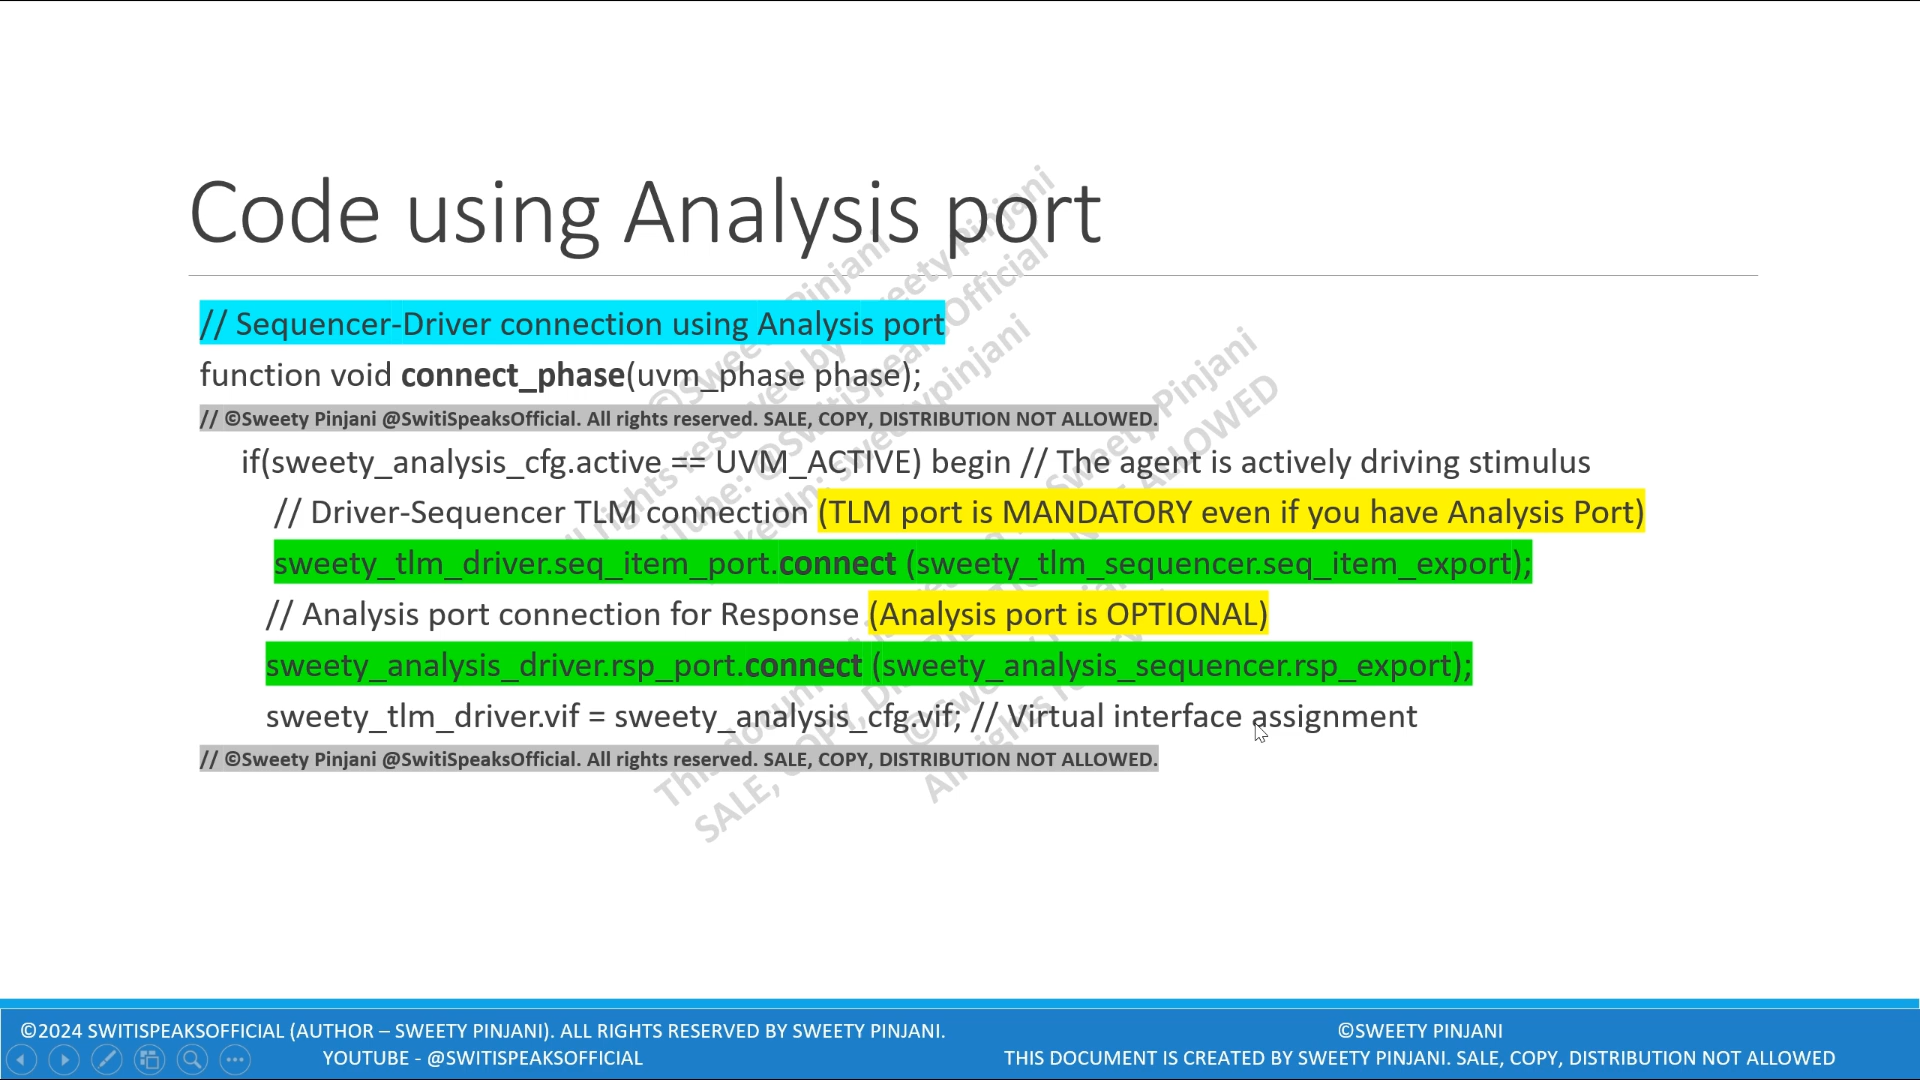 Code using Analysis port
// Sequencer-Driver connection using Analysis port
function void connect_phase(uvm_phase phase);
// ©Sweety Pinjani @SwitiSpeaksOfficial. All rights reserved. SALE, COPY, DISTRIBUTION NOT ALLOWED.
if(sweety_analysis_cfg.active == UVM_ACTIVE) begin // The agent is actively driving stimulus
// Driver-Sequencer TLM connection (TLM port is MANDATORY even if you have Analysis Port)
sweety_tlm_driver.seq_item_port.connect (sweety_tlm_sequencer.seq_item_export);
// Analysis port connection for Response (Analysis port is OPTIONAL)
sweety_analysis_driver.rsp_port.connect (sweety_analysis_sequencer.rsp_export);
sweety_tlm_driver.vif = sweety_analysis_cfg.vif; // Virtual interface assignment
// ©Sweety Pinjani @SwitiSpeaksOfficial. All rights reserved. SALE, COPY, DISTRIBUTION NOT ALLOWED.
©2024 SWITISPEAKSOFFICIAL (AUTHOR – SWEETY PINJANI). ALL RIGHTS RESERVED BY SWEETY PINJANI.
YOUTUBE - @SWITISPEAKSOFFICIAL
©SWEETY PINJANI
THIS DOCUMENT IS CREATED BY SWEETY PINJANI. SALE, COPY, DISTRIBUTION NOT ALLOWED